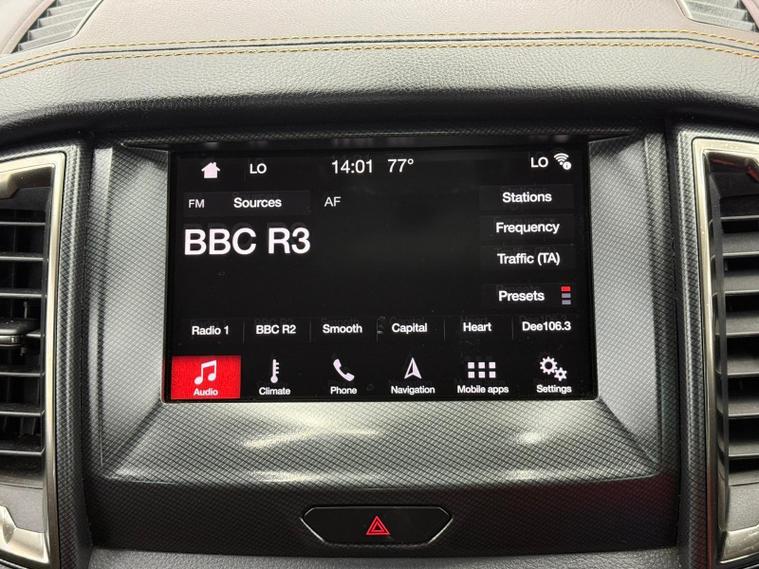 LO 14:01 77° LO
FM Sources AF Stations
Frequency
BBC R3
Traffic (TA)
Presets
Radio 1 BBC R2 Smooth Capital Heart Dee106.3
Audio Climate Phone Navigation Mobile apps Settings